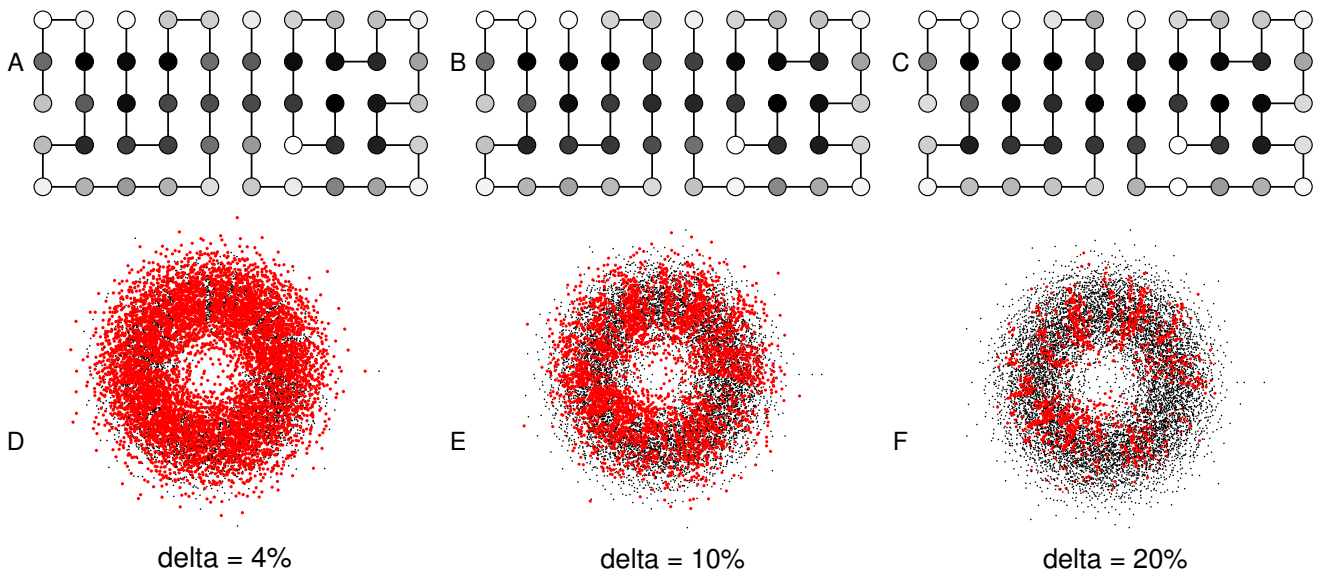 A
B
C
D
E
F
delta = 4%
delta = 10%
delta = 20%